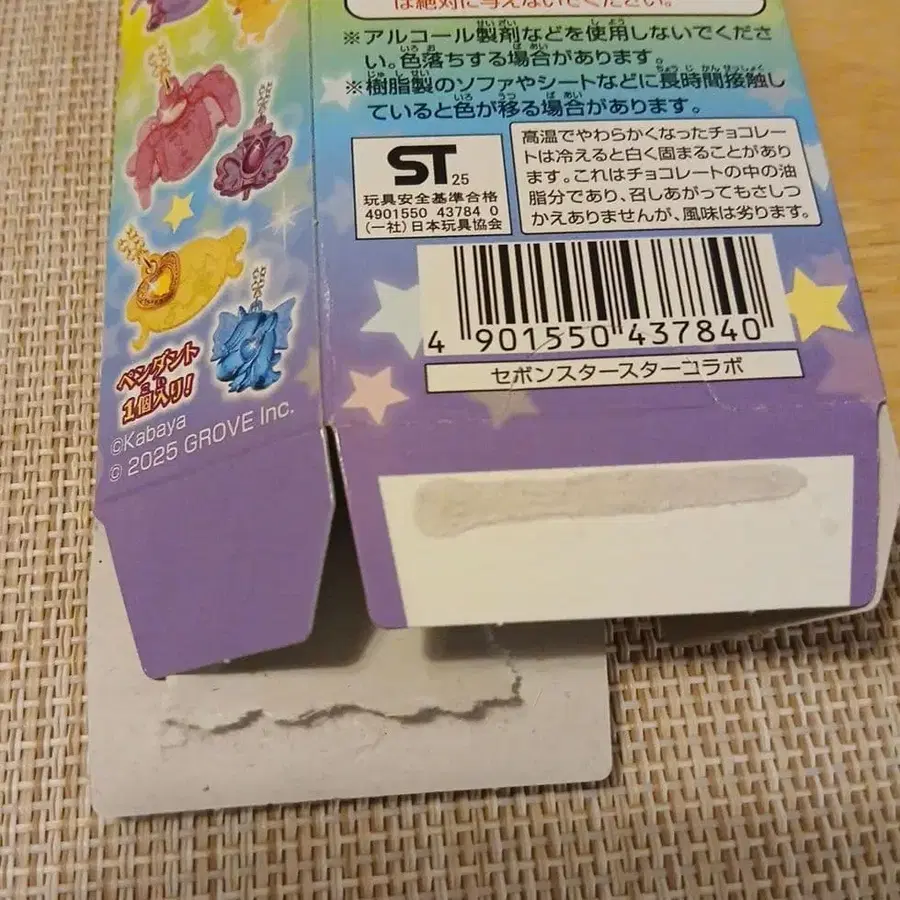 は絶対に与えないでください。
※アルコール製剤などを使用しないでくださ
い。色落ちする場合があります。
※樹脂製のソファやシートなどに長時間接触し
ていると色が移る場合があります。
ST 25
玩具安全基準合格
4901550 43784 0
(一社)日本玩具協会
高温でやわらかくなったチョコレー
トは冷えると白く固まることがあり
ます。これはチョコレートの中の油
脂分であり、召しあがってもさしつ
かえありませんが、風味は劣ります。
4 901550 437840
セボンスタースターコラボ
ペンダント
1個入り!
©Kabaya
© 2025 GROVE Inc.